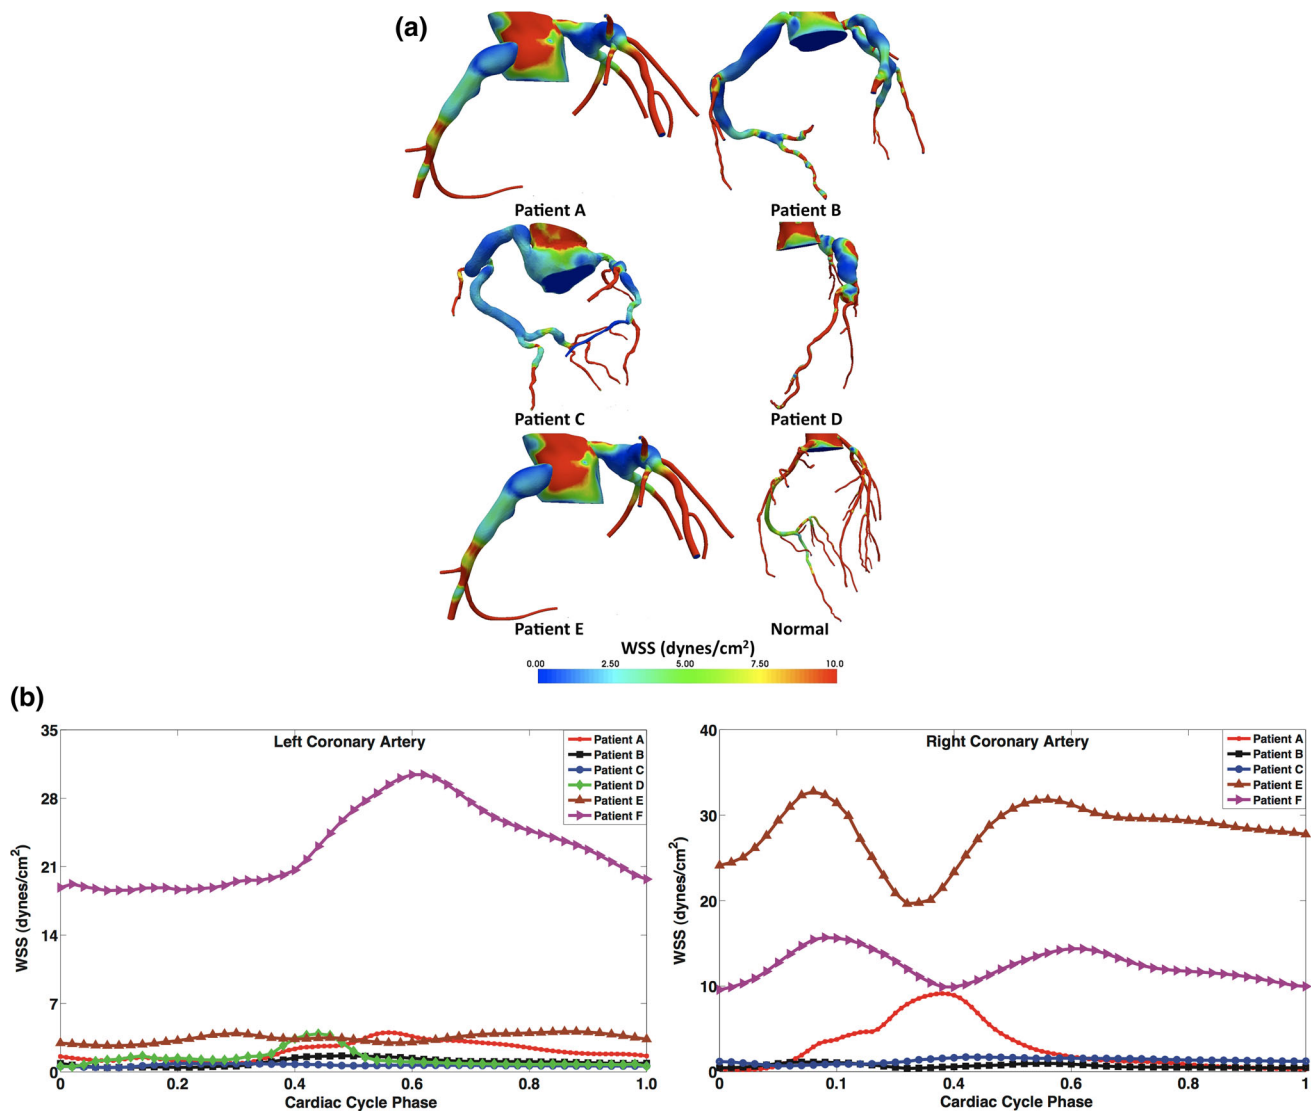 (a)
Patient A
Patient B
Patient C
Patient D
Patient E
Normal
WSS (dynes/cm²)
0.00 2.50 5.00 7.50 10.0
(b)
35
28
21
14
7
0
WSS (dynes/cm²)
Left Coronary Artery
Patient A
Patient B
Patient C
Patient D
Patient E
Patient F
0 0.2 0.4 0.6 0.8 1.0
Cardiac Cycle Phase
40
30
20
10
0
WSS (dynes/cm²)
Right Coronary Artery
Patient A
Patient B
Patient C
Patient E
Patient F
0 0.1 0.4 0.6 0.8 1
Cardiac Cycle Phase